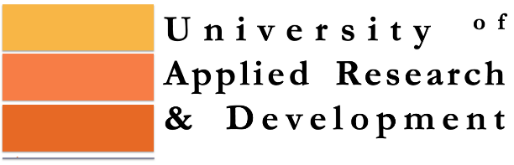 University of
Applied Research
& Development